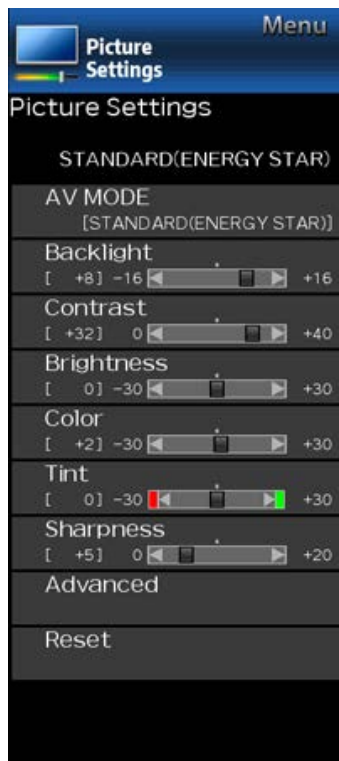 Menu
Picture
Settings
Picture Settings
STANDARD(ENERGY STAR)
AV MODE
[STANDARD(ENERGY STAR)]
Backlight
[ +8] -16 +16
Contrast
[ +32] 0 +40
Brightness
[ 0] -30 +30
Color
[ +2] -30 +30
Tint
[ 0] -30 +30
Sharpness
[ +5] 0 +20
Advanced
Reset